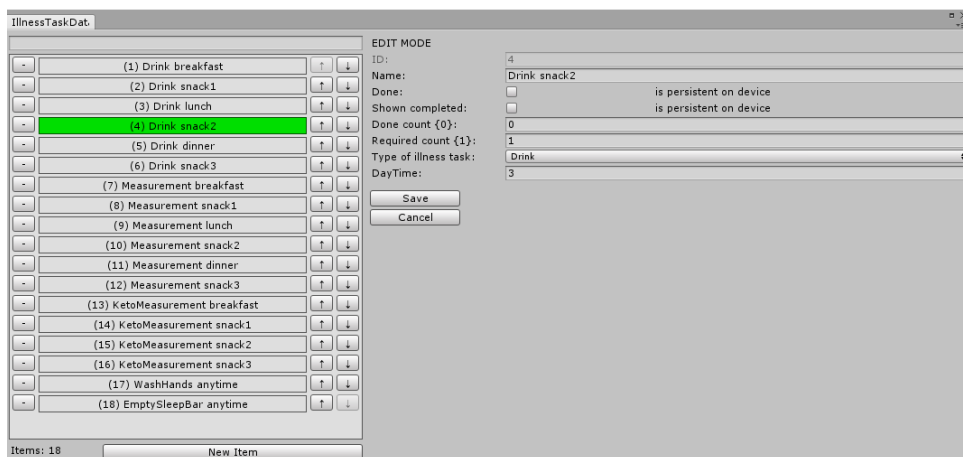 IllnessTaskDat
EDIT MODE
- (1) Drink breakfast ↑ ↓
- (2) Drink snack1 ↑ ↓
- (3) Drink lunch ↑ ↓
- (4) Drink snack2 ↑ ↓
- (5) Drink dinner ↑ ↓
- (6) Drink snack3 ↑ ↓
- (7) Measurement breakfast ↑ ↓
- (8) Measurement snack1 ↑ ↓
- (9) Measurement lunch ↑ ↓
- (10) Measurement snack2 ↑ ↓
- (11) Measurement dinner ↑ ↓
- (12) Measurement snack3 ↑ ↓
- (13) KetoMeasurement breakfast ↑ ↓
- (14) KetoMeasurement snack1 ↑ ↓
- (15) KetoMeasurement snack2 ↑ ↓
- (16) KetoMeasurement snack3 ↑ ↓
- (17) WashHands anytime ↑ ↓
- (18) EmptySleepBar anytime ↑ ↓
Items: 18 New Item
ID: 4
Name: Drink snack2
Done: is persistent on device
Shown completed: is persistent on device
Done count {0}: 0
Required count {1}: 1
Type of illness task: Drink
DayTime: 3
Save
Cancel